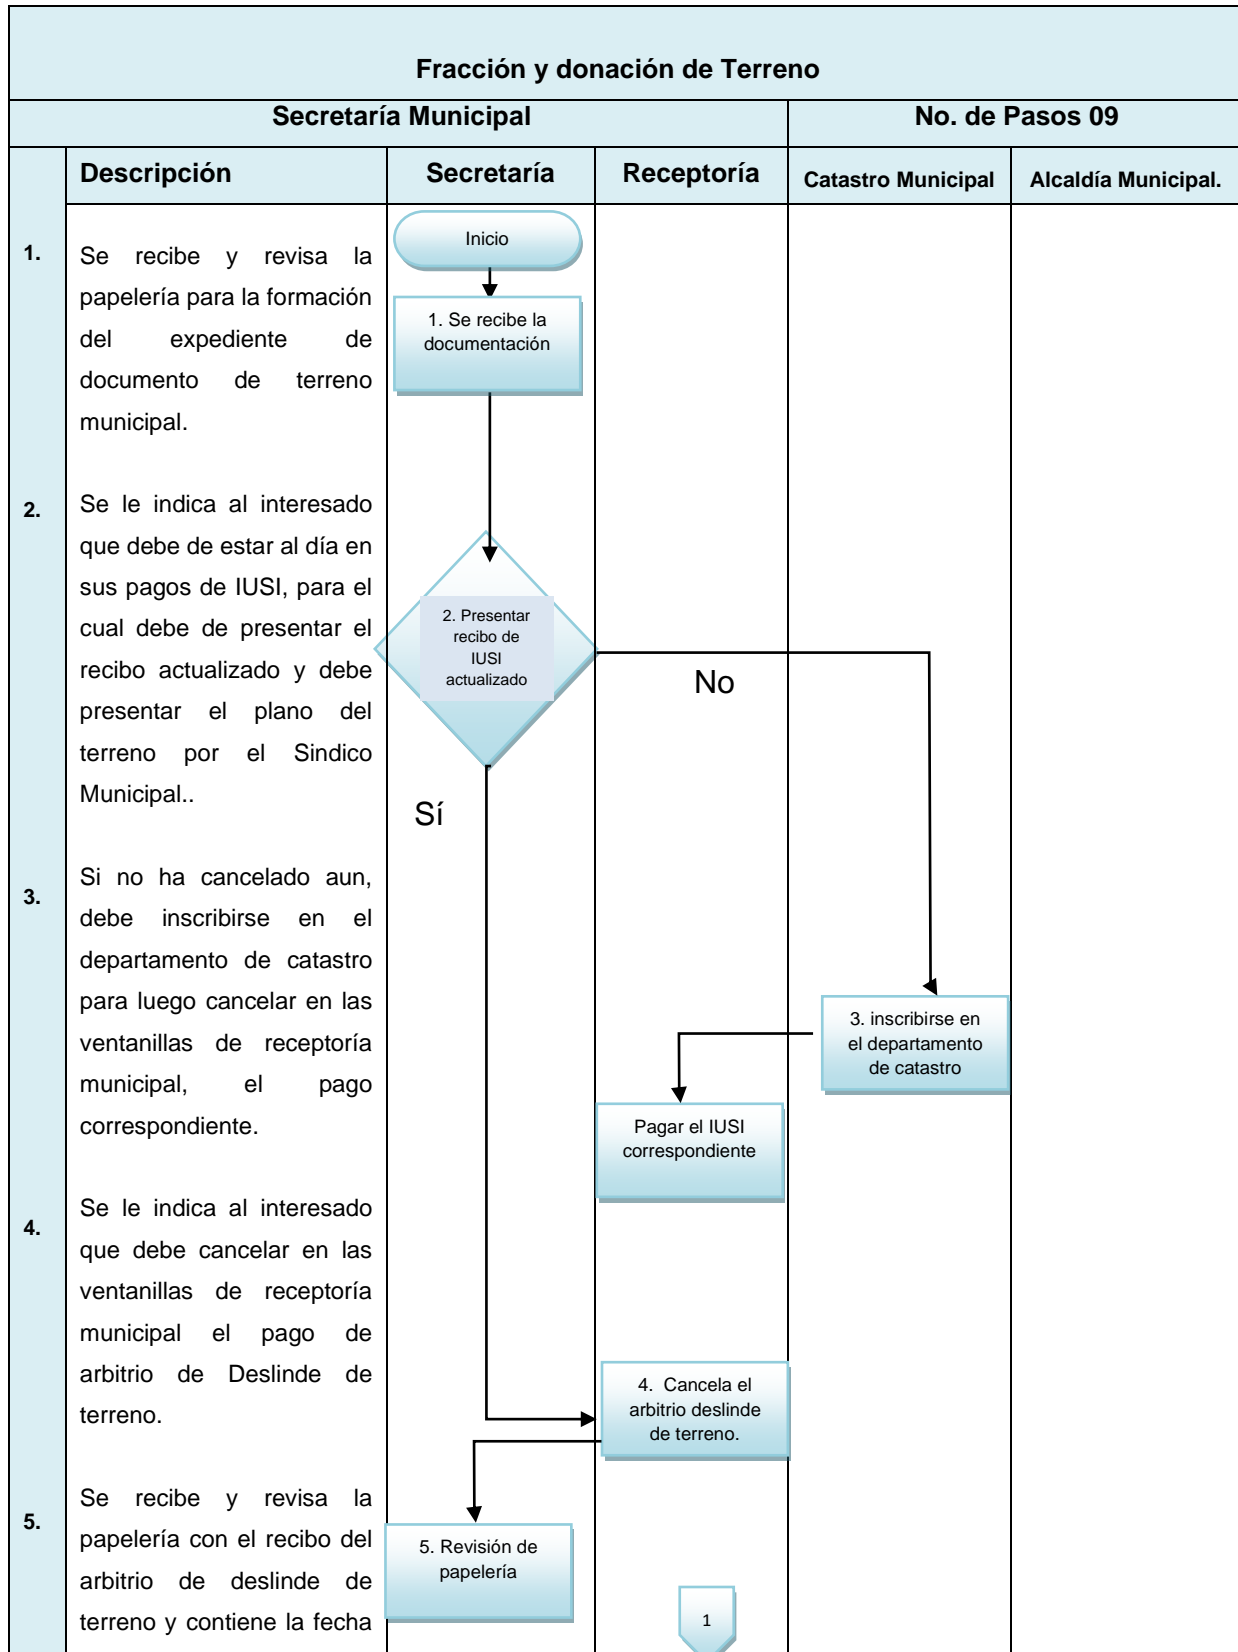 Fracción y donación de Terreno
Secretaría Municipal
No. de Pasos 09
Descripción
Secretaría
Receptoría
Catastro Municipal
Alcaldía Municipal.
1.
Se recibe y revisa la
papelería para la formación
del expediente de
documento de terreno
municipal.
Inicio
1. Se recibe la
documentación
2.
Se le indica al interesado
que debe de estar al día en
sus pagos de IUSI, para el
cual debe de presentar el
recibo actualizado y debe
presentar el plano del
terreno por el Sindico
Municipal..
2. Presentar
recibo de
IUSI
actualizado
No
Sí
3.
Si no ha cancelado aun,
debe inscribirse en el
departamento de catastro
para luego cancelar en las
ventanillas de receptoría
municipal, el pago
correspondiente.
3. inscribirse en
el departamento
de catastro
Pagar el IUSI
correspondiente
4.
Se le indica al interesado
que debe cancelar en las
ventanillas de receptoría
municipal el pago de
arbitrio de Deslinde de
terreno.
4. Cancela el
arbitrio deslinde
de terreno.
5.
Se recibe y revisa la
papelería con el recibo del
arbitrio de deslinde de
terreno y contiene la fecha
5. Revisión de
papelería
1